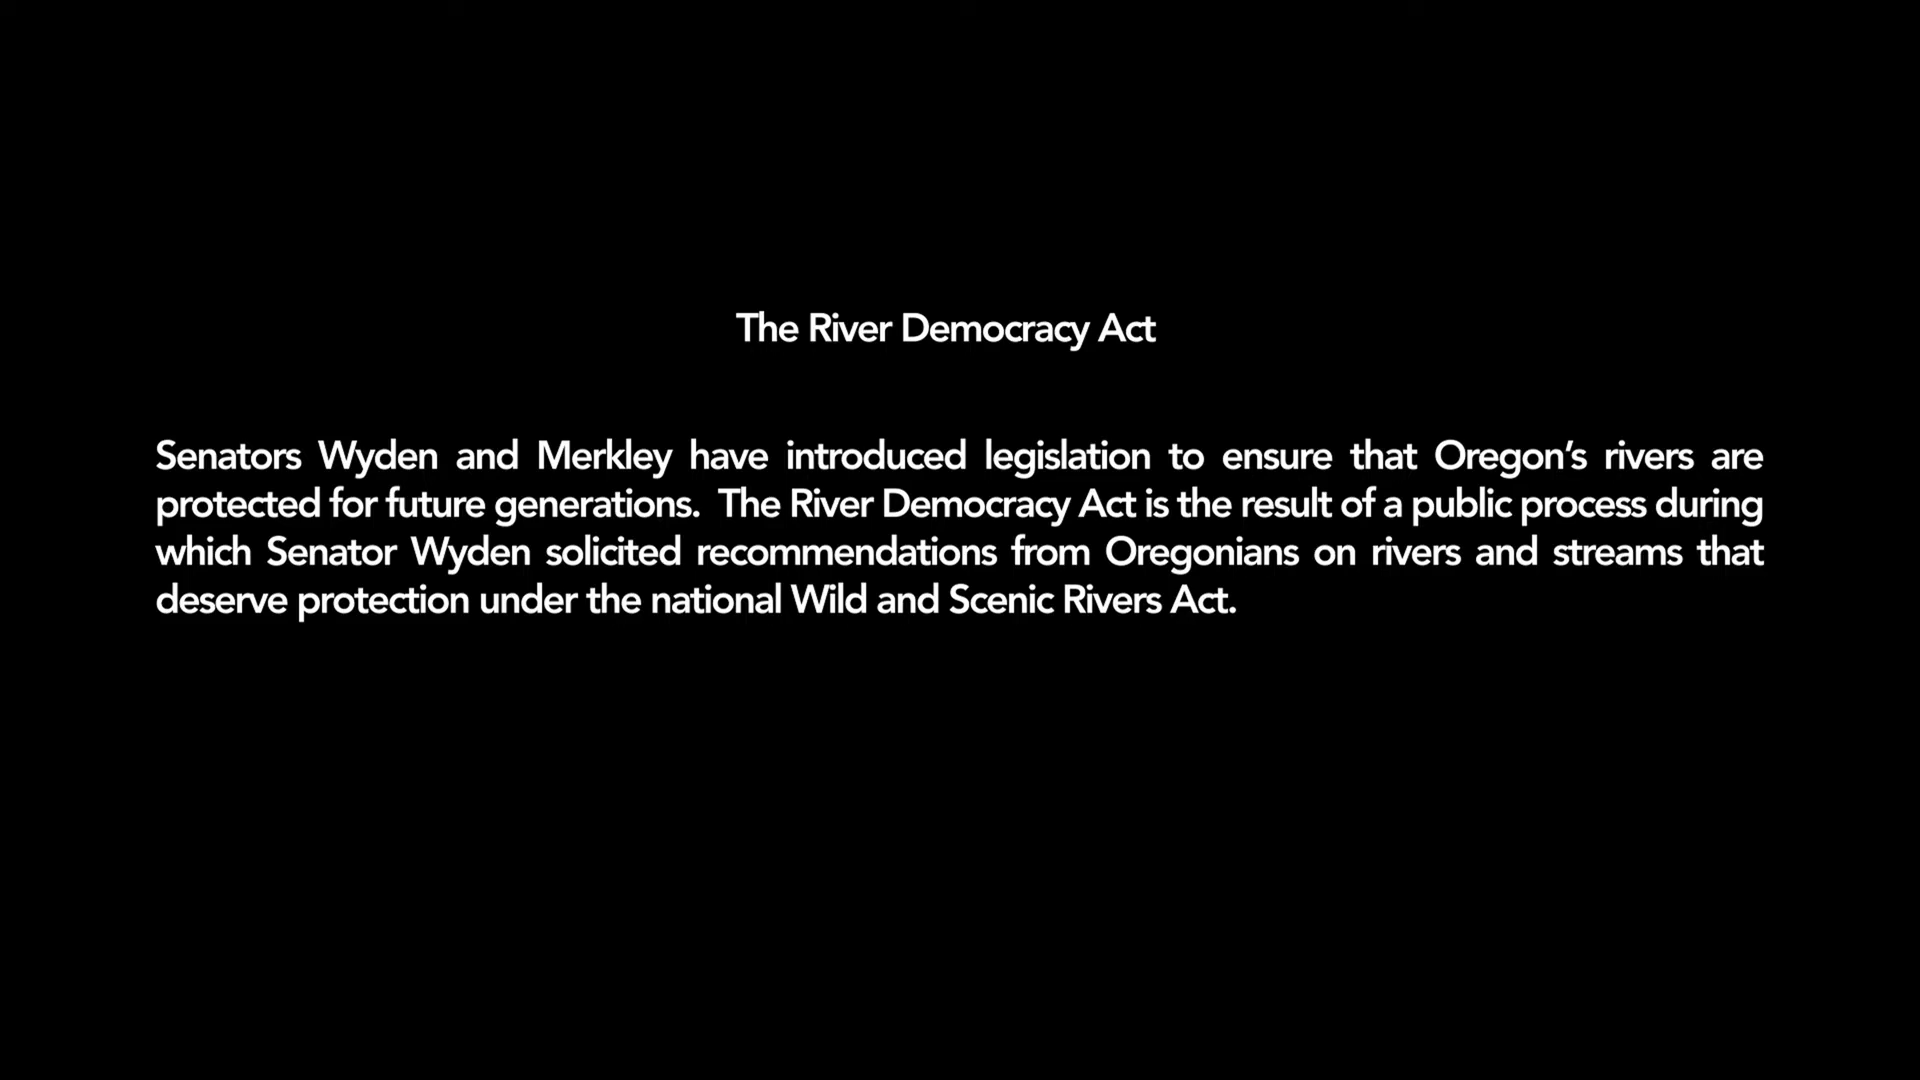 The River Democracy Act
Senators Wyden and Merkley have introduced legislation to ensure that Oregon’s rivers are
protected for future generations.  The River Democracy Act is the result of a public process during
which Senator Wyden solicited recommendations from Oregonians on rivers and streams that
deserve protection under the national Wild and Scenic Rivers Act.